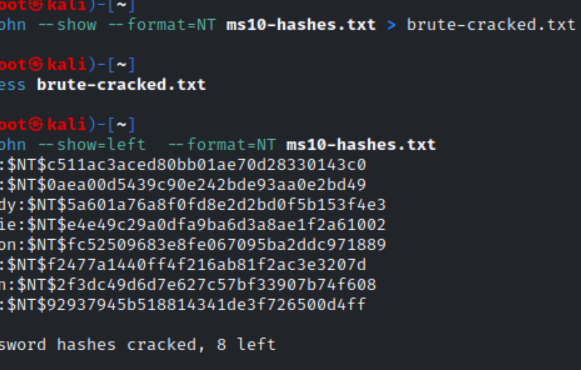 oot㉿kali)-[~]
ohn --show --format=NT ms10-hashes.txt > brute-cracked.txt
oot㉿kali)-[~]
ess brute-cracked.txt
oot㉿kali)-[~]
ohn --show=left  --format=NT ms10-hashes.txt
:$NT$c511ac3aced80bb01ae70d28330143c0
:$NT$0aea00d5439c90e242bde93aa0e2bd49
dy:$NT$5a601a76a8f0fd8e2d2bd0f5b153f4e3
ie:$NT$e4e49c29a0dfa9ba6d3a8ae1f2a61002
on:$NT$fc52509683e8fe067095ba2ddc971889
:$NT$f2477a1440ff4f216ab81f2ac3e3207d
n:$NT$2f3dc49d6d7e627c57bf33907b74f608
:$NT$92937945b518814341de3f726500d4ff
sword hashes cracked, 8 left